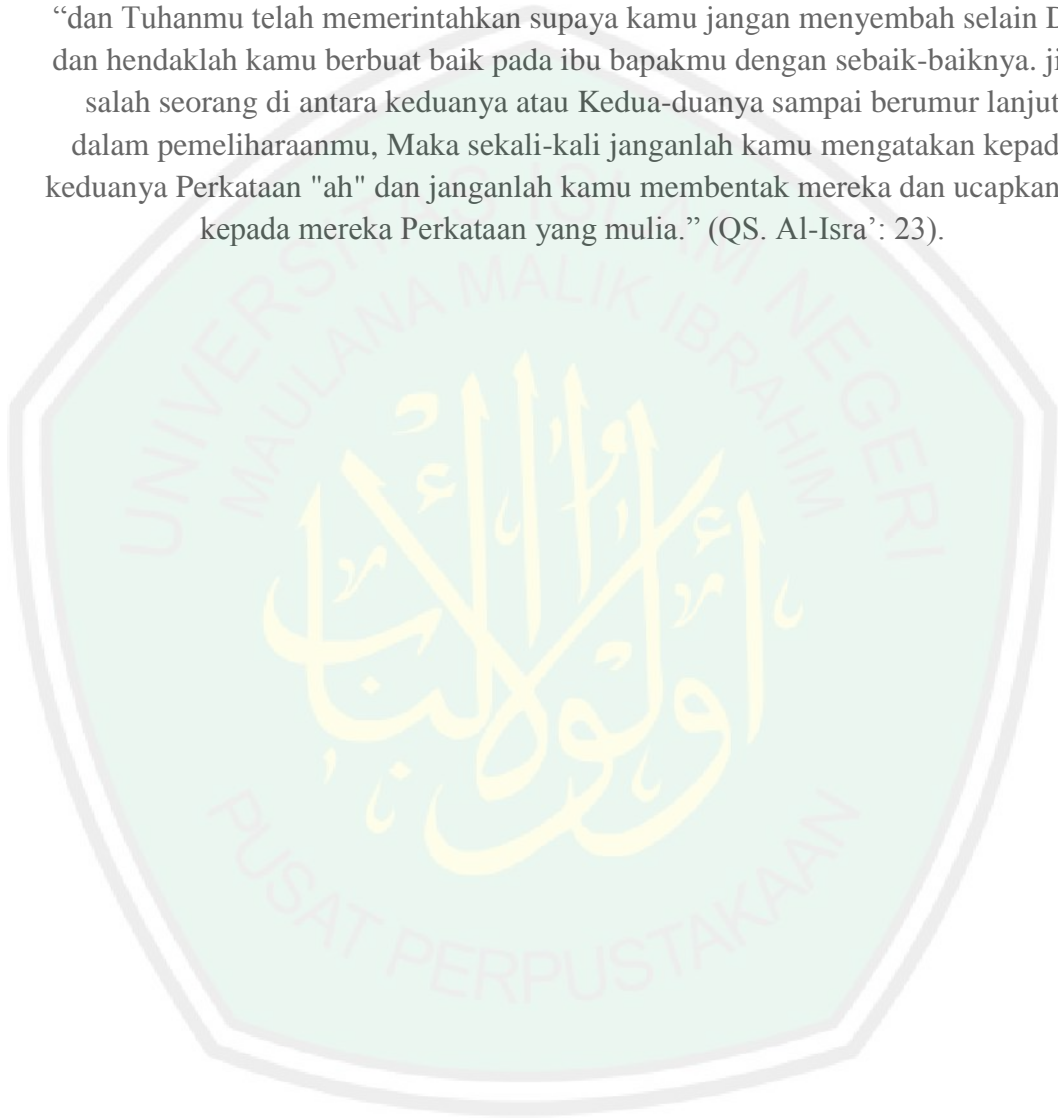 “dan Tuhanmu telah memerintahkan supaya kamu jangan menyembah selain D
dan hendaklah kamu berbuat baik pada ibu bapakmu dengan sebaik-baiknya. ji
salah seorang di antara keduanya atau Kedua-duanya sampai berumur lanjut
dalam pemeliharaanmu, Maka sekali-kali janganlah kamu mengatakan kepad
keduanya Perkataan "ah" dan janganlah kamu membentak mereka dan ucapkan
kepada mereka Perkataan yang mulia.” (QS. Al-Isra’: 23).
UNIVERSITAS ISLAM NEGERI
MAULANA MALIK IBRAHIM
أولوا الألباب
PUSAT PERPUSTAKAAN